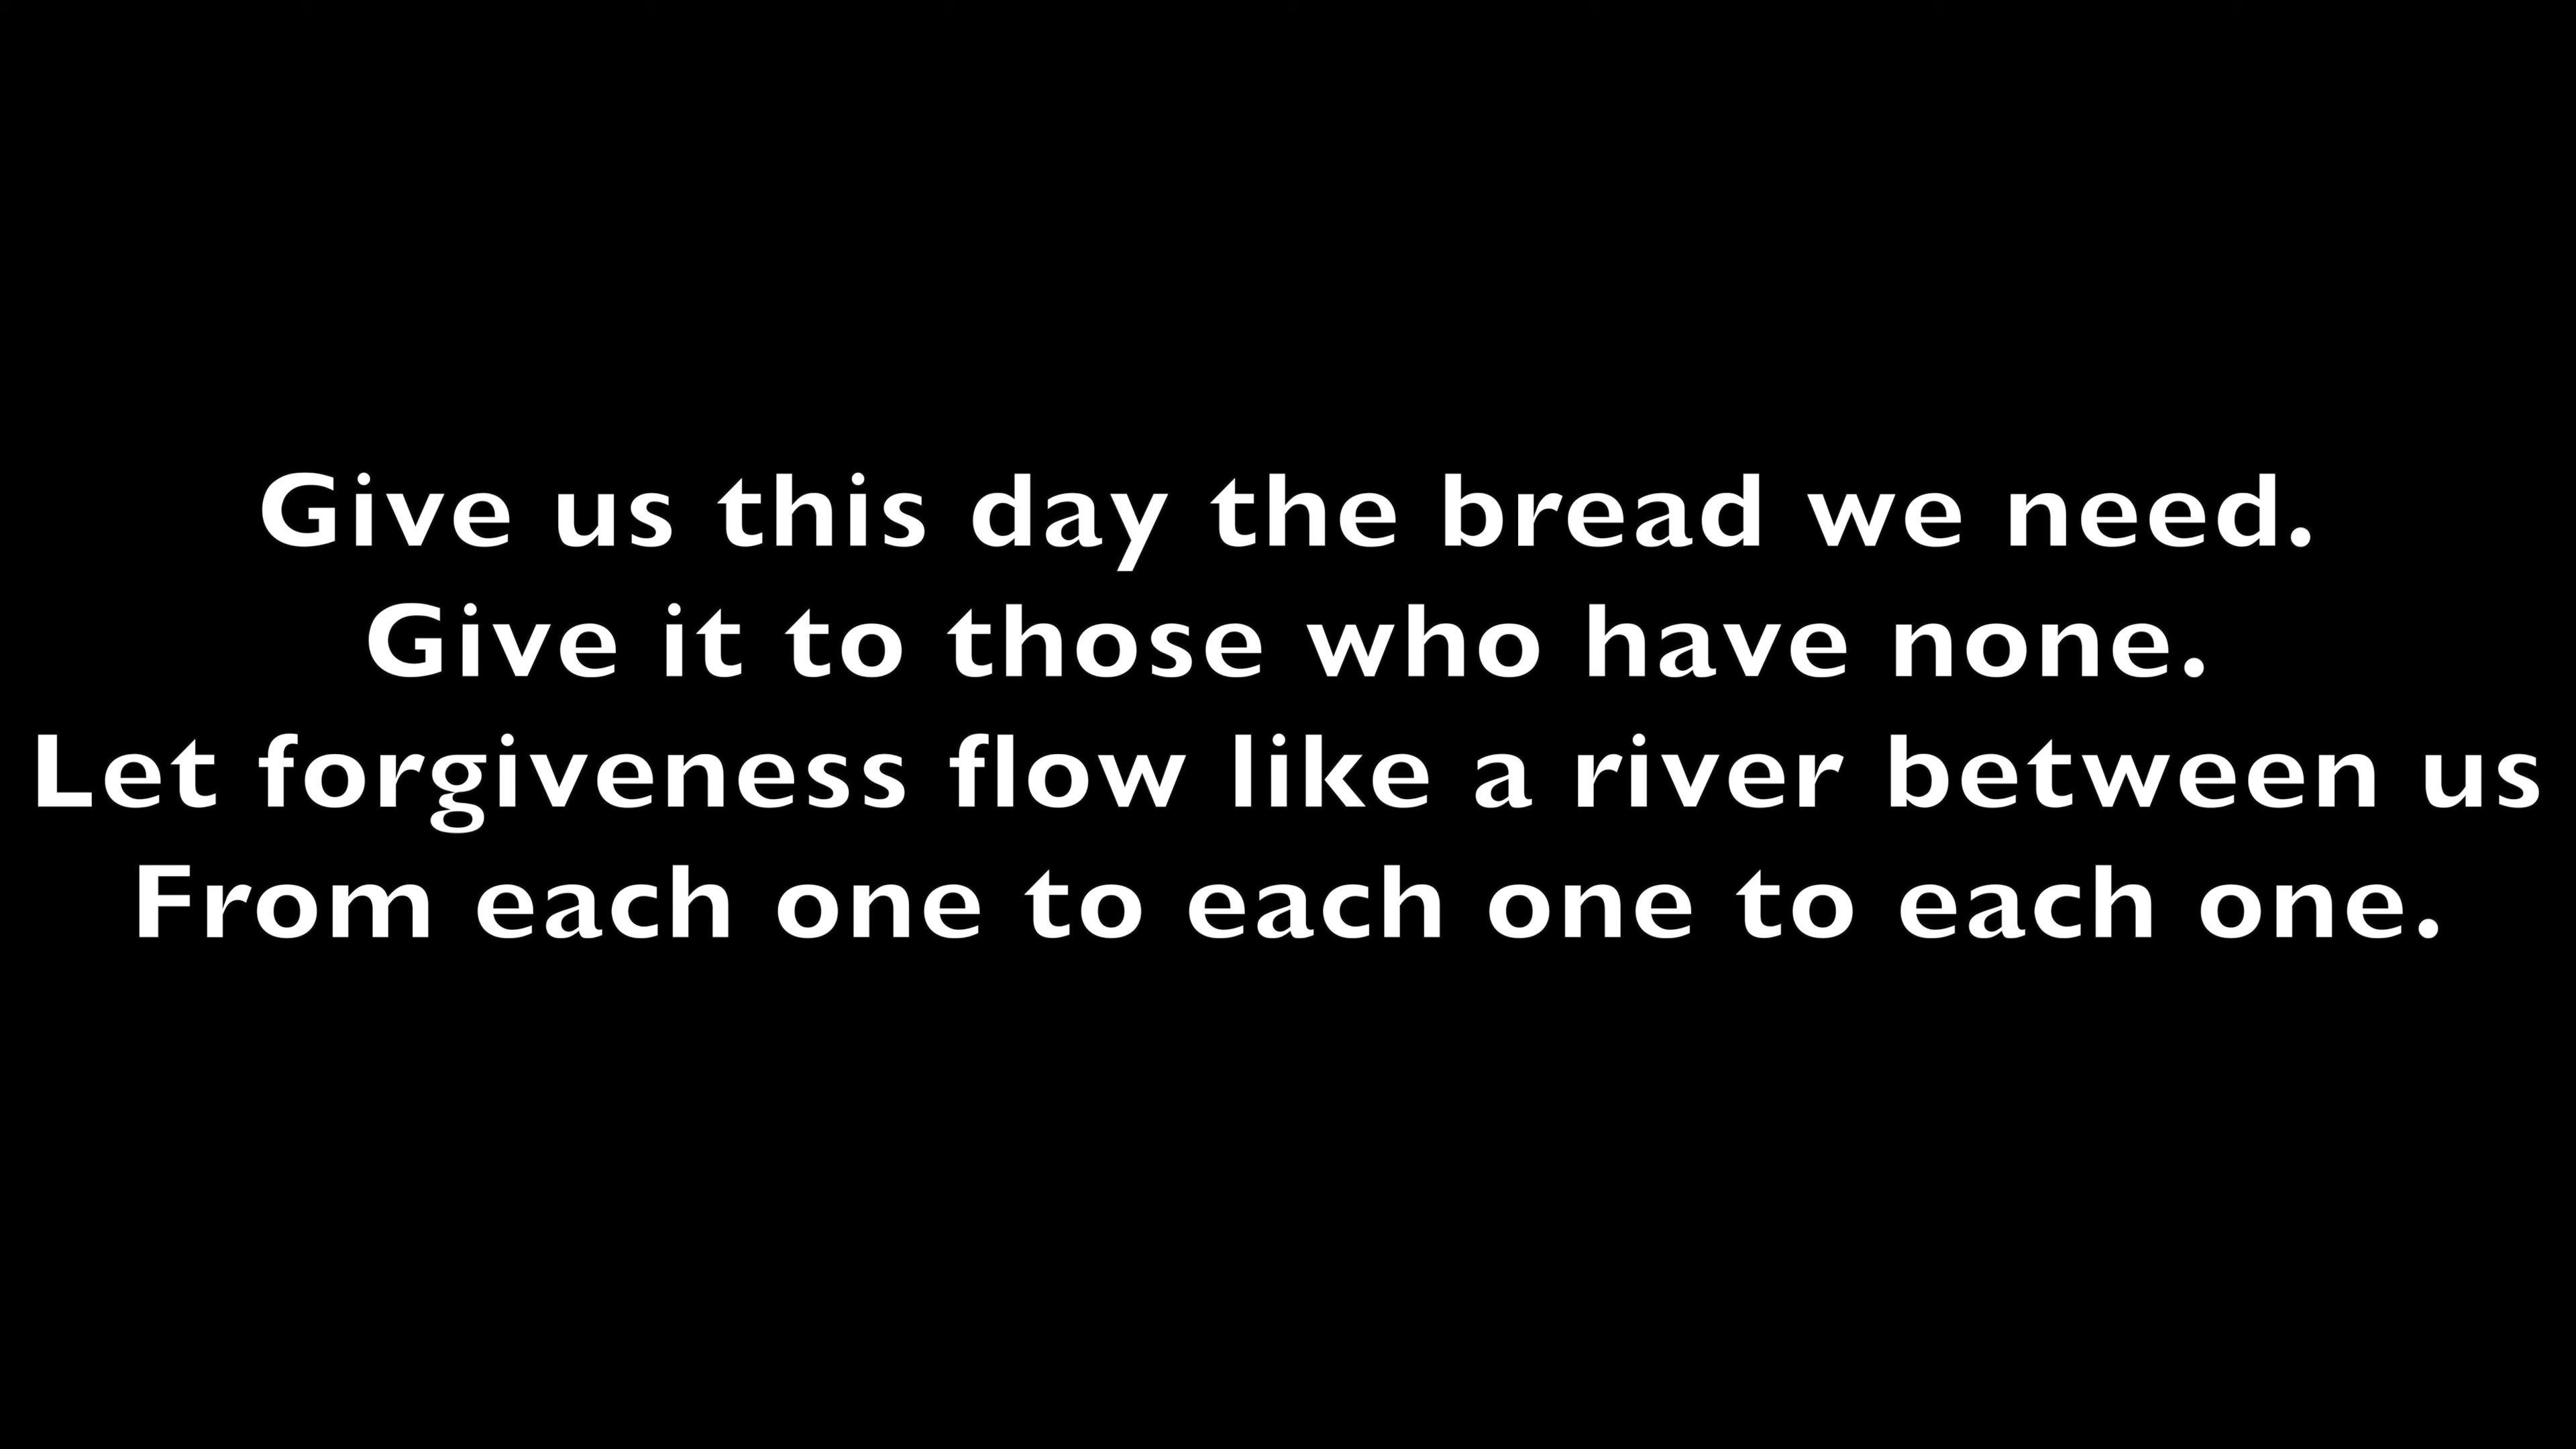 Give us this day the bread we need.
Give it to those who have none.
Let forgiveness flow like a river between us
From each one to each one to each one.